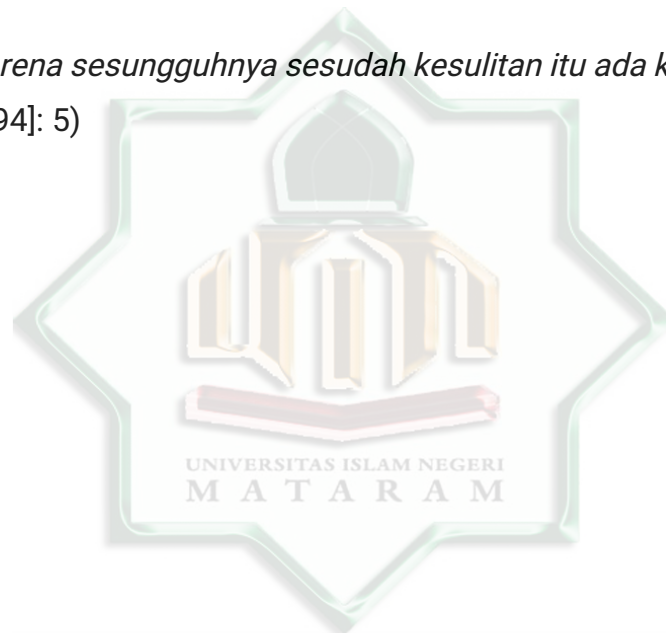 rena sesungguhnya sesudah kesulitan itu ada k
94]: 5)
UNIVERSITAS ISLAM NEGERI
MATARAM